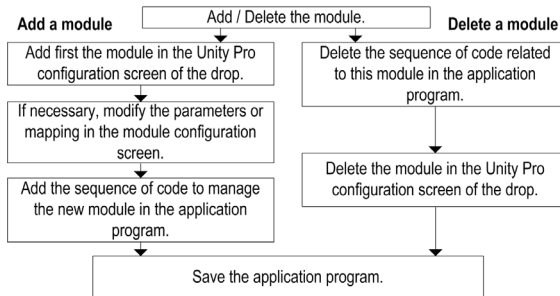 Add a module
Add / Delete the module.
Delete a module
Add first the module in the Unity Pro
configuration screen of the drop.
If necessary, modify the parameters or
mapping in the module configuration
screen.
Add the sequence of code to manage
the new module in the application
program.
Delete the sequence of code related
to this module in the application
program.
Delete the module in the Unity Pro
configuration screen of the drop.
Save the application program.